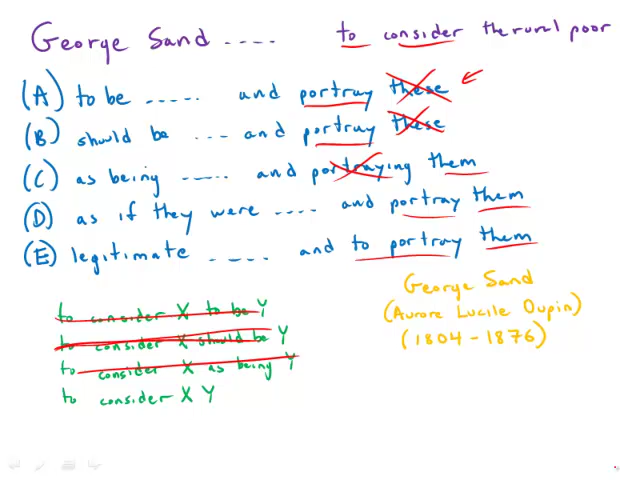 George Sand ---- to consider the rural poor
(A) to be ----- and portray these
(B) should be --- and portray these
(C) as being ----- and portraying them
(D) as if they were ---- and portray them
(E) legitimate ----- and to portray them
George Sand
(Aurore Lucile Dupin)
(1804-1876)
to consider X to be Y
to consider X should be Y
to consider X as being Y
to consider X Y